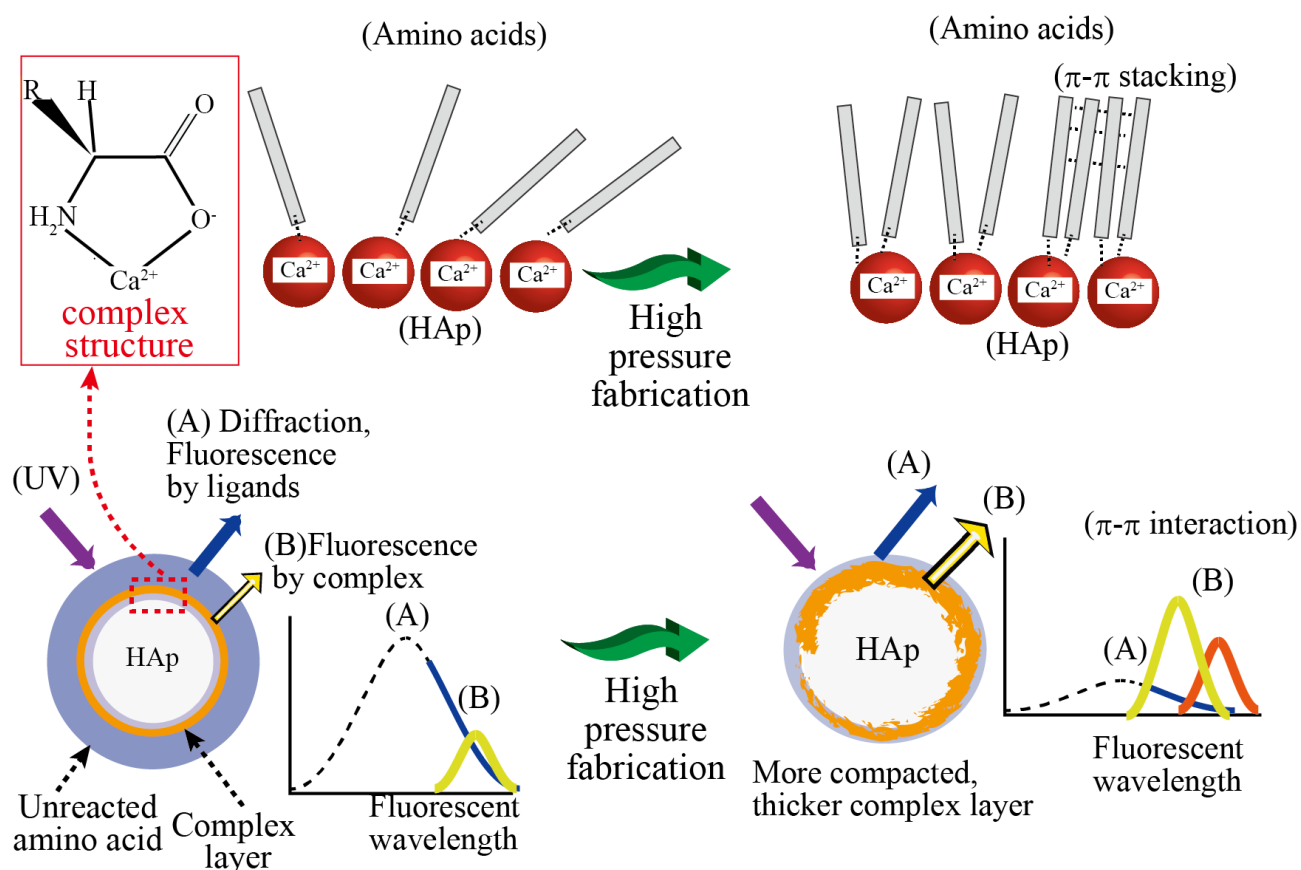 (Amino acids)
(Amino acids)
(π-π stacking)
R
H
O
H₂N
O⁻
Ca²⁺
complex
structure
Ca²⁺
Ca²⁺
Ca²⁺
Ca²⁺
(HAp)
High
pressure
fabrication
Ca²⁺
Ca²⁺
Ca²⁺
Ca²⁺
(HAp)
(UV)
(A) Diffraction,
Fluorescence
by ligands
(B)Fluorescence
by complex
HAp
Unreacted
amino acid
Complex
layer
(A)
(B)
Fluorescent
wavelength
High
pressure
fabrication
(A)
(B)
HAp
More compacted,
thicker complex layer
(π-π interaction)
(B)
(A)
Fluorescent
wavelength